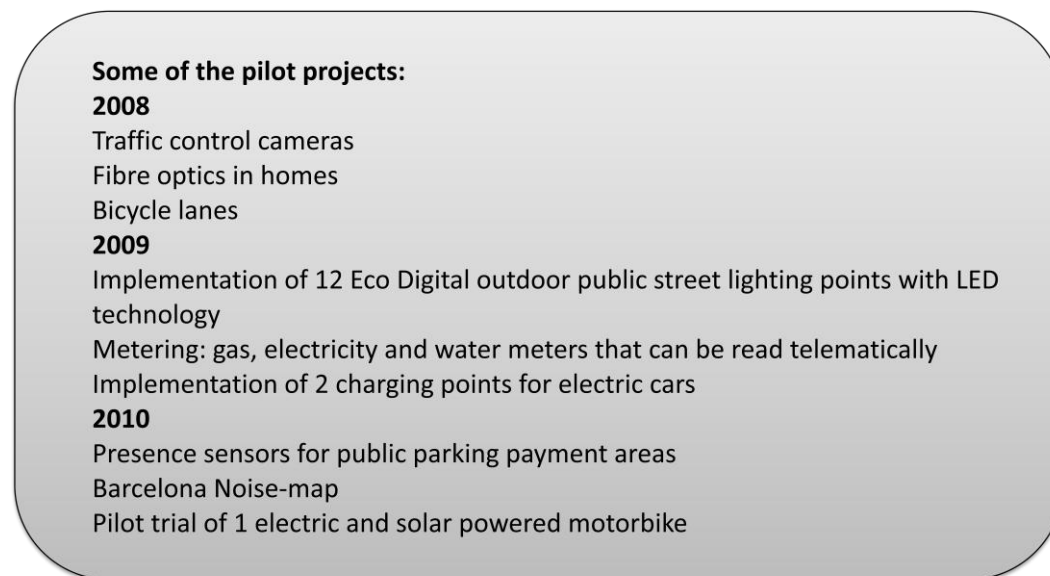 Some of the pilot projects:
2008
Traffic control cameras
Fibre optics in homes
Bicycle lanes
2009
Implementation of 12 Eco Digital outdoor public street lighting points with LED
technology
Metering: gas, electricity and water meters that can be read telematically
Implementation of 2 charging points for electric cars
2010
Presence sensors for public parking payment areas
Barcelona Noise-map
Pilot trial of 1 electric and solar powered motorbike